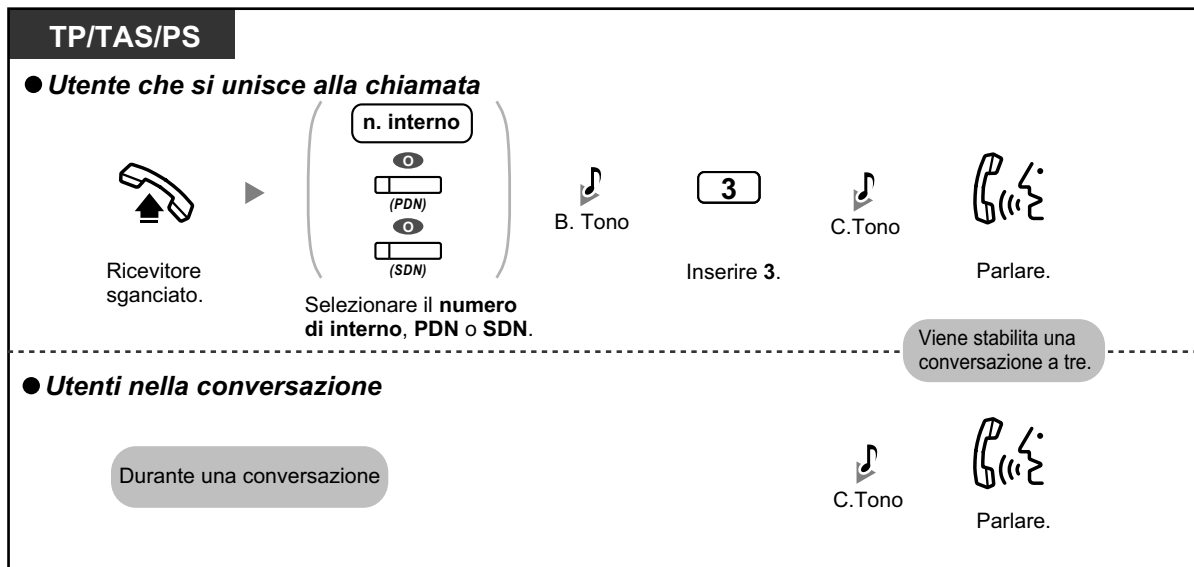 TP/TAS/PS
● Utente che si unisce alla chiamata
n. interno
O
(PDN)
O
(SDN)
B. Tono
3
C.Tono
Ricevitore
sganciato.
Selezionare il numero
di interno, PDN o SDN.
Inserire 3.
Parlare.
Viene stabilita una
conversazione a tre.
● Utenti nella conversazione
Durante una conversazione
C.Tono
Parlare.